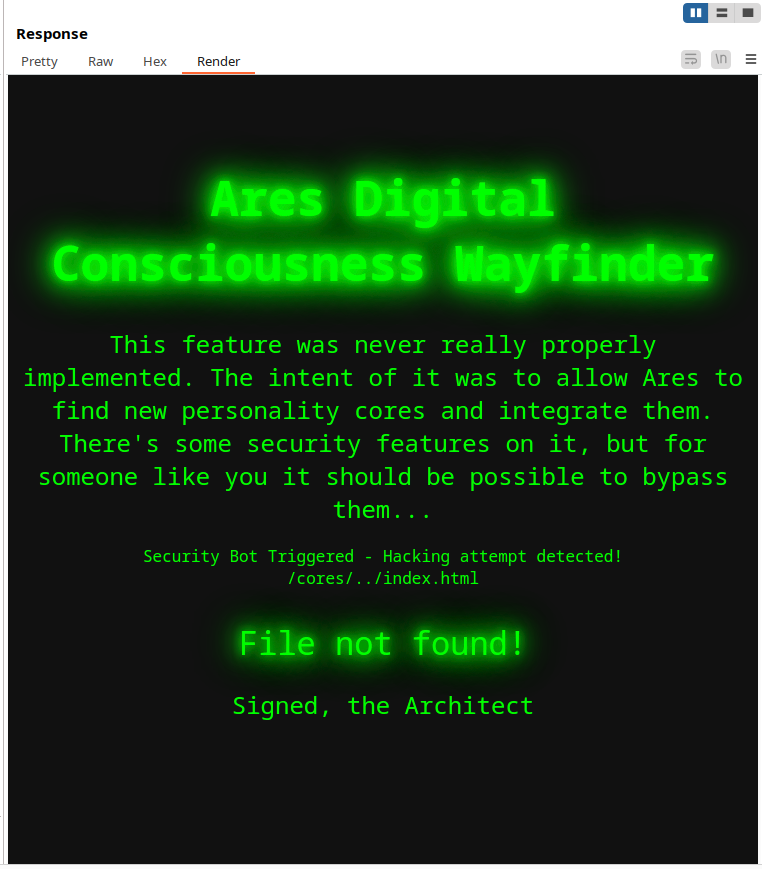 Response
Pretty Raw Hex Render \n
Ares Digital
Consciousness Wayfinder
This feature was never really properly
implemented. The intent of it was to allow Ares to
find new personality cores and integrate them.
There's some security features on it, but for
someone like you it should be possible to bypass
them...
Security Bot Triggered - Hacking attempt detected!
/cores/../index.html
File not found!
Signed, the Architect